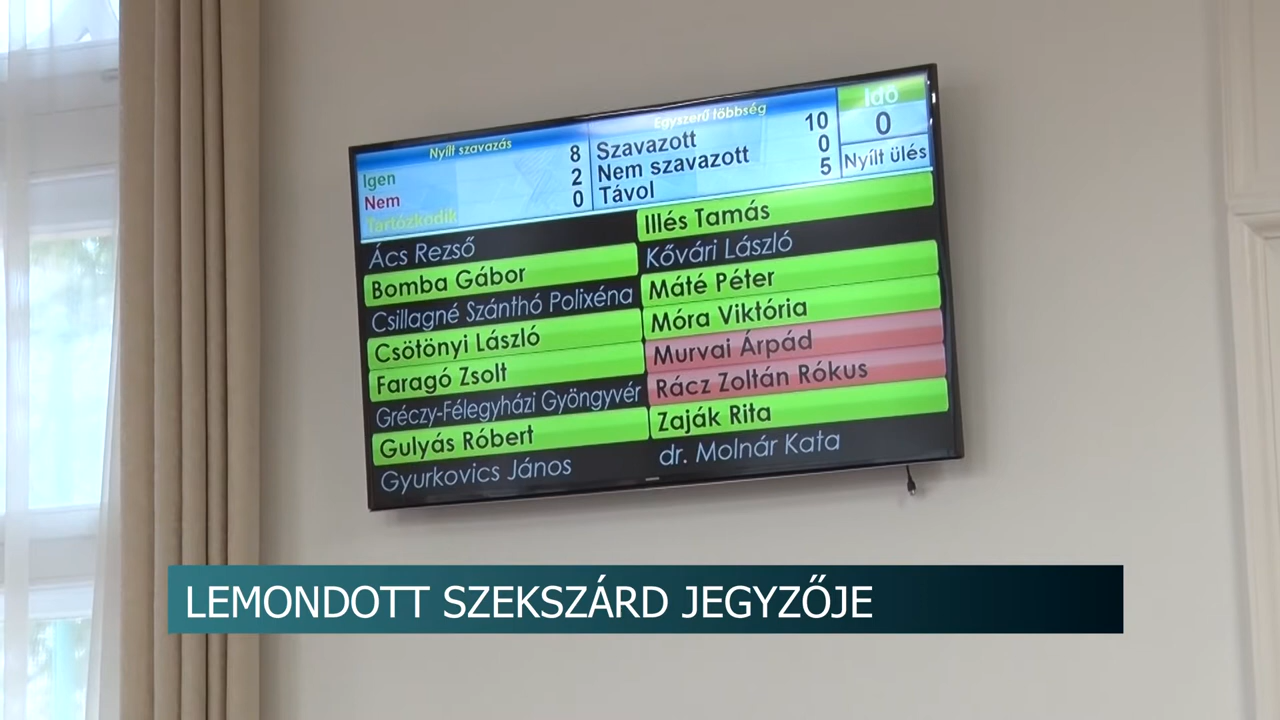 Nyílt szavazás
Igen 8
Nem 2
Tartózkodik 0
Egyszerű többség
Szavazott 10
Nem szavazott 0
Távol 5
Idő
0
Nyílt ülés
Ács Rezső
Bomba Gábor
Csillagné Szánthó Polixéna
Csötönyi László
Faragó Zsolt
Gréczy-Félegyházi Gyöngyvér
Gulyás Róbert
Gyurkovics János
Illés Tamás
Kővári László
Máté Péter
Móra Viktória
Murvai Árpád
Rácz Zoltán Rókus
Zaják Rita
dr. Molnár Kata
LEMONDOTT SZEKSZÁRD JEGYZŐJE